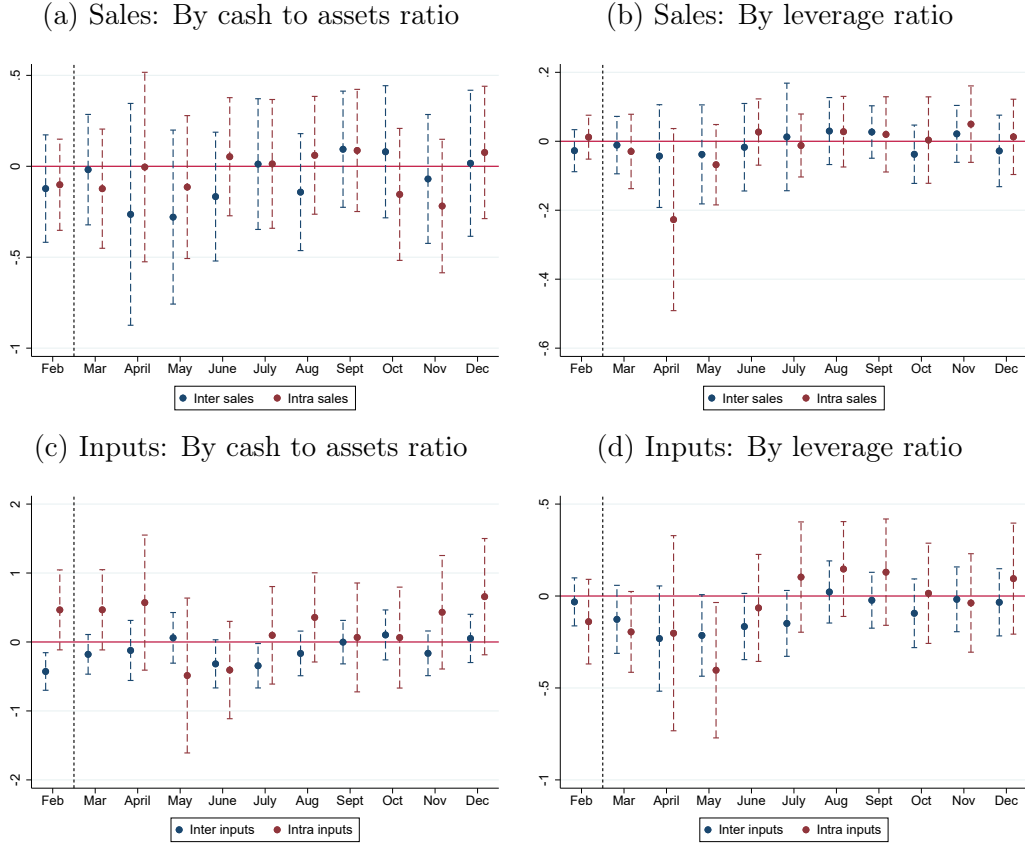 (a) Sales: By cash to assets ratio
.5
0
-.5
-1
Feb Mar April May June July Aug Sept Oct Nov Dec
Inter sales Intra sales
(b) Sales: By leverage ratio
.2
0
-.2
-.4
-.6
Feb Mar April May June July Aug Sept Oct Nov Dec
Inter sales Intra sales
(c) Inputs: By cash to assets ratio
2
1
0
-1
-2
Feb Mar April May June July Aug Sept Oct Nov Dec
Inter inputs Intra inputs
(d) Inputs: By leverage ratio
.5
0
-.5
-1
Feb Mar April May June July Aug Sept Oct Nov Dec
Inter inputs Intra inputs